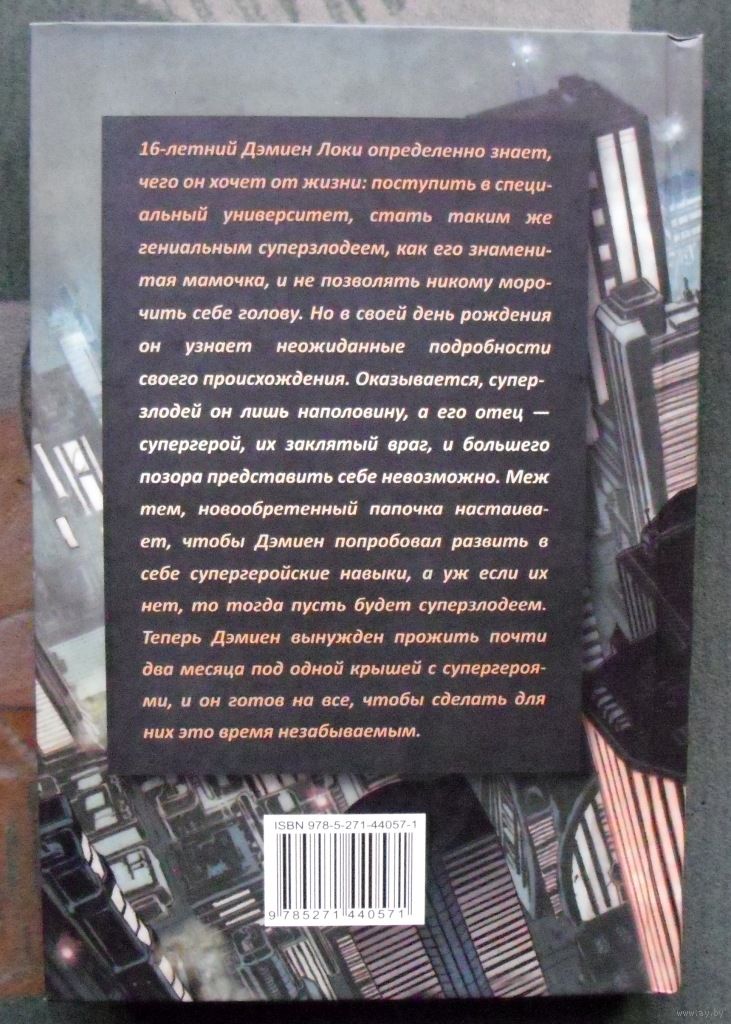 16-летний Дэмиен Локи определенно знает,
чего он хочет от жизни: поступить в специ-
альный университет, стать таким же
гениальным суперзлодеем, как его знамени-
тая мамочка, и не позволять никому моро-
чить себе голову. Но в своей день рождения
он узнает неожиданные подробности
своего происхождения. Оказывается, супер-
злодей он лишь наполовину, а его отец —
супергерой, их заклятый враг, и большего
позора представить себе невозможно. Меж
тем, новообретенный папочка настаива-
ет, чтобы Дэмиен попробовал развить в
себе супергеройские навыки, а уж если их
нет, то тогда пусть будет суперзлодеем.
Теперь Дэмиен вынужден прожить почти
два месяца под одной крышей с супергероя-
ми, и он готов на все, чтобы сделать для
них это время незабываемым.
ISBN 978-5-271-44057-1
9 785271 440571
www.ay.by